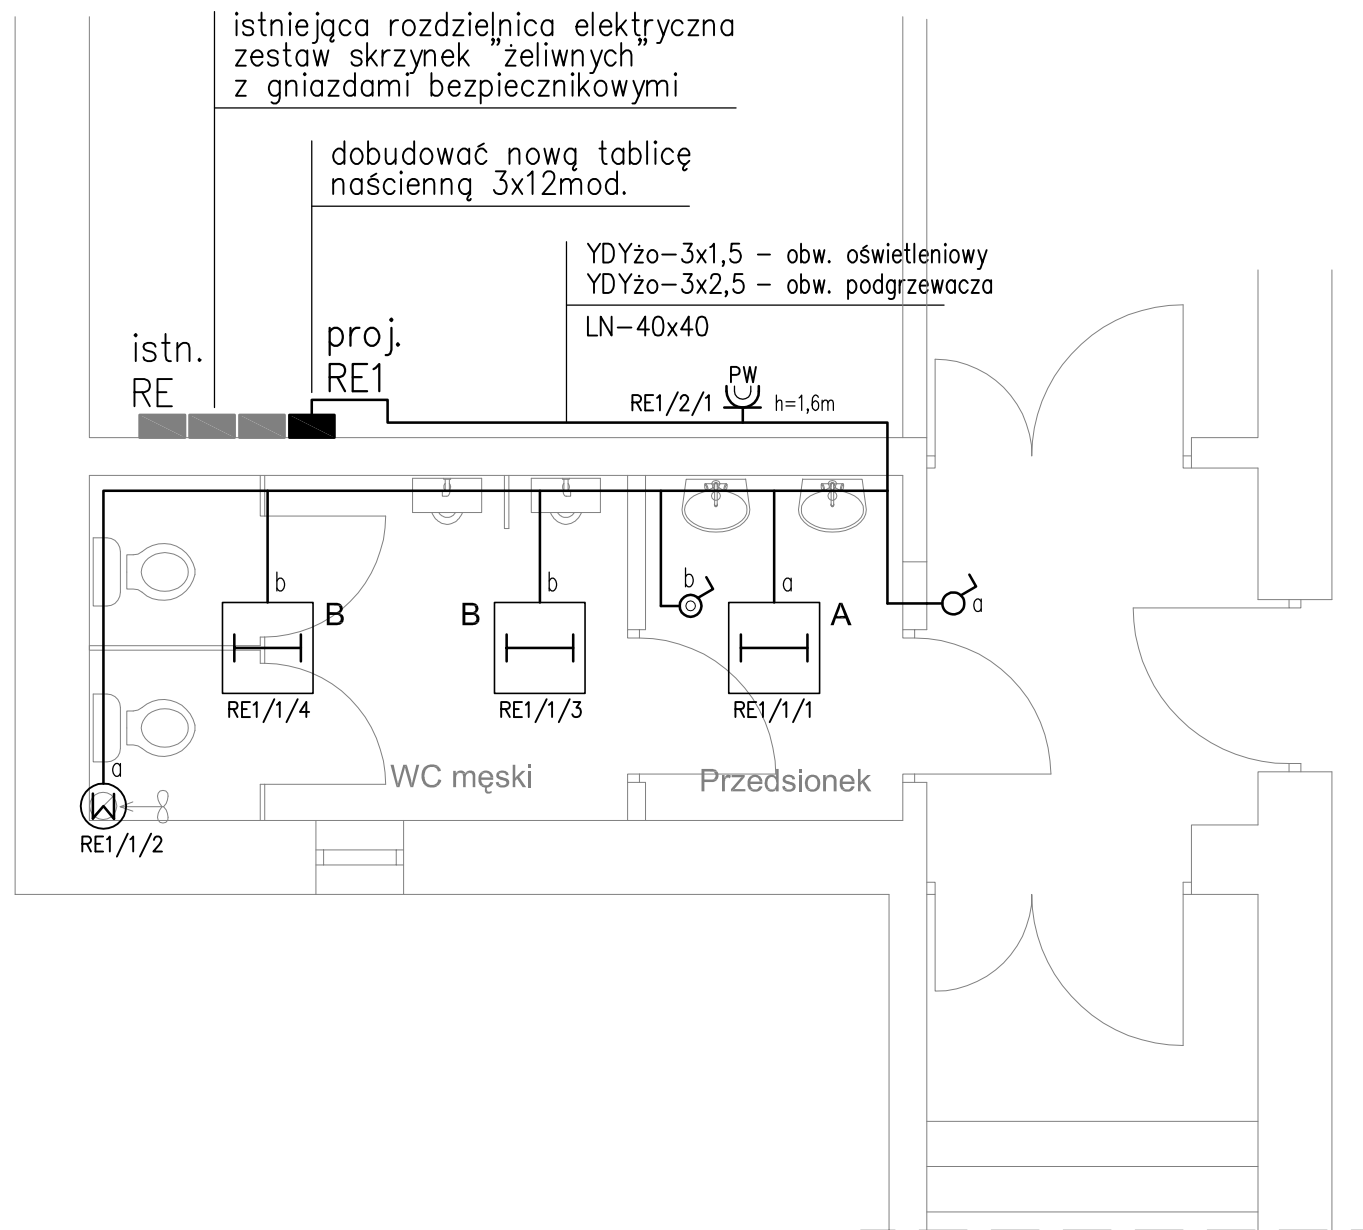 istniejąca rozdzielnica elektryczna
zestaw skrzynek "żeliwnych"
z gniazdami bezpiecznikowymi
dobudować nową tablicę
naścienną 3x12mod.
YDYżo-3x1,5 - obw. oświetleniowy
YDYżo-3x2,5 - obw. podgrzewacza
LN-40x40
istn.
RE
proj.
RE1
PW
RE1/2/1
h=1,6m
b
b
b
a
a
B
B
A
RE1/1/4
RE1/1/3
RE1/1/1
a
WC męski
Przedsionek
RE1/1/2